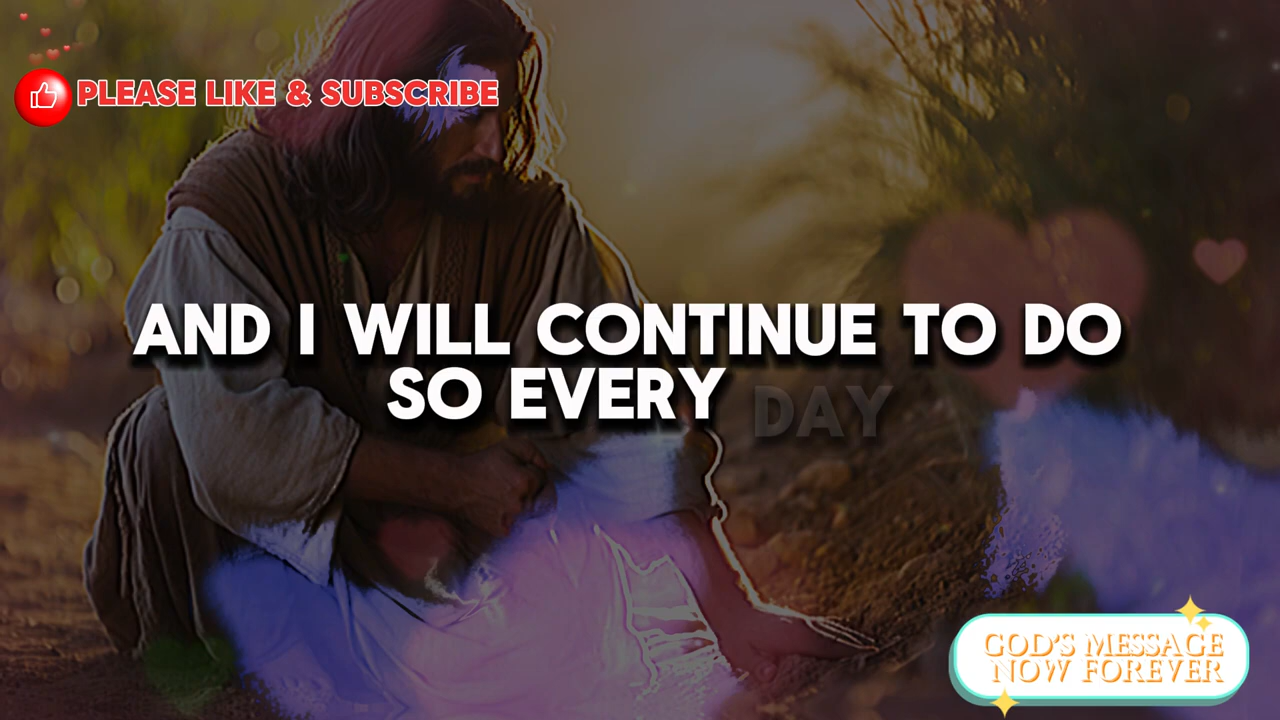 PLEASE LIKE & SUBSCRIBE
AND I WILL CONTINUE TO DO
SO EVERY DAY
GOD'S MESSAGE
NOW FOREVER